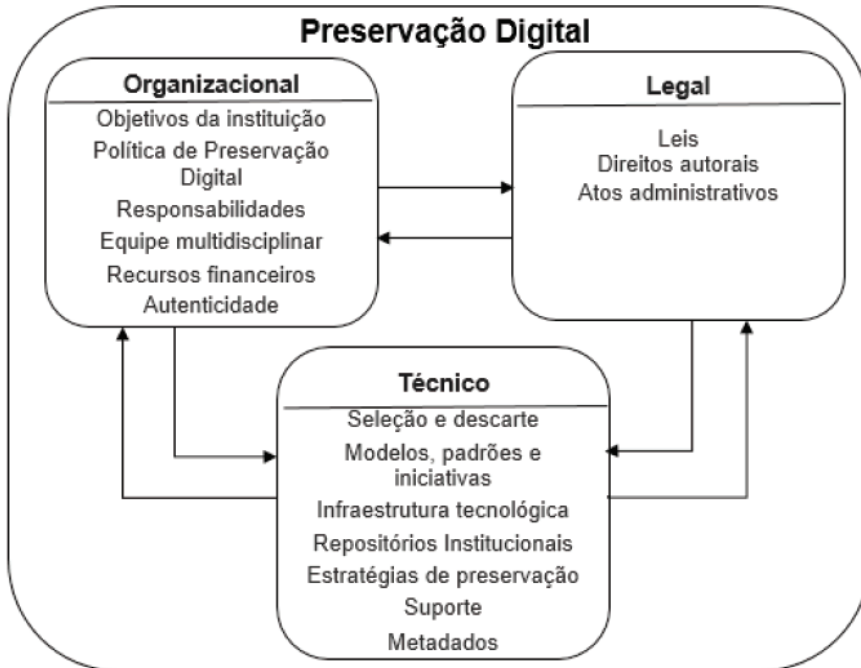 Preservação Digital
Organizacional
Objetivos da instituição
Política de Preservação
Digital
Responsabilidades
Equipe multidisciplinar
Recursos financeiros
Autenticidade
Legal
Leis
Direitos autorais
Atos administrativos
Técnico
Seleção e descarte
Modelos, padrões e
iniciativas
Infraestrutura tecnológica
Repositórios Institucionais
Estratégias de preservação
Suporte
Metadados